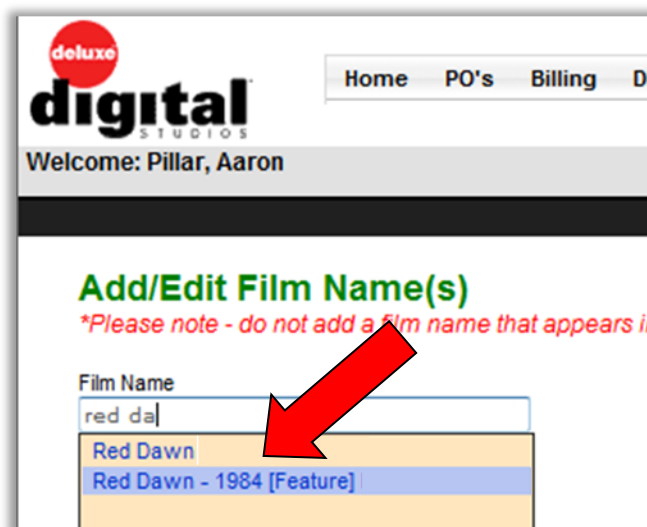 deluxe
digital
STUDIOS
Home PO's Billing D
Welcome: Pillar, Aaron
Add/Edit Film Name(s)
*Please note - do not add a film name that appears i
Film Name
red da
Red Dawn
Red Dawn - 1984 [Feature]